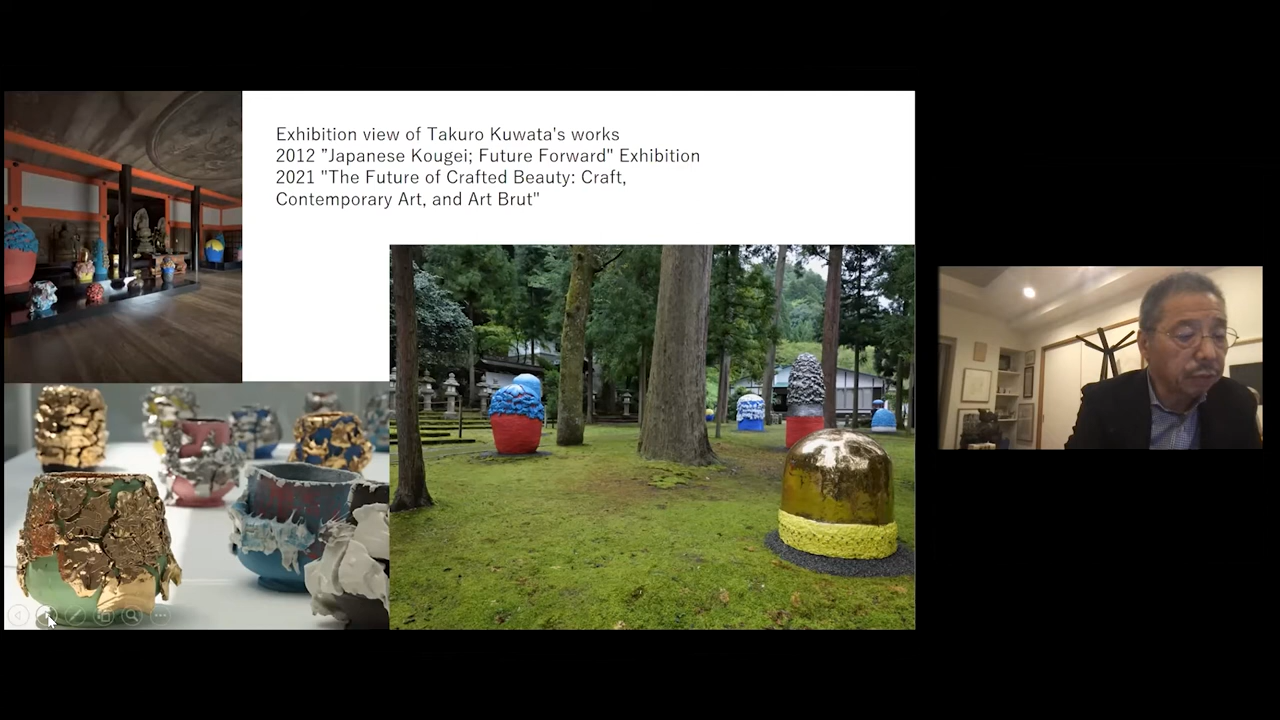 Exhibition view of Takuro Kuwata's works
2012 ”Japanese Kougei; Future Forward" Exhibition
2021 "The Future of Crafted Beauty: Craft,
Contemporary Art, and Art Brut"